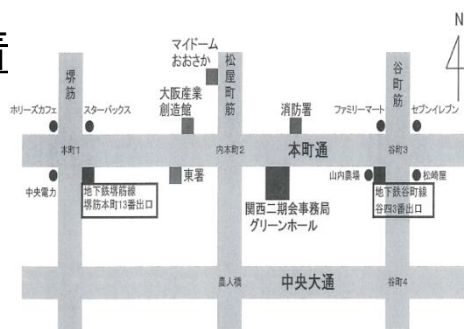 N
マイドーム
おおさか
堺筋
松屋町筋
谷町筋
大阪産業
創造館
消防署
ホリーズカフェ
スターバックス
ファミリーマート
セブンイレブン
本町1
内本町2
本町通
谷町3
中央電力
東署
山内農場
松崎屋
地下鉄堺筋線
堺筋本町13番出口
関西二期会事務局
グリーンホール
地下鉄谷町線
谷四3番出口
農人橋
中央大通
谷町4